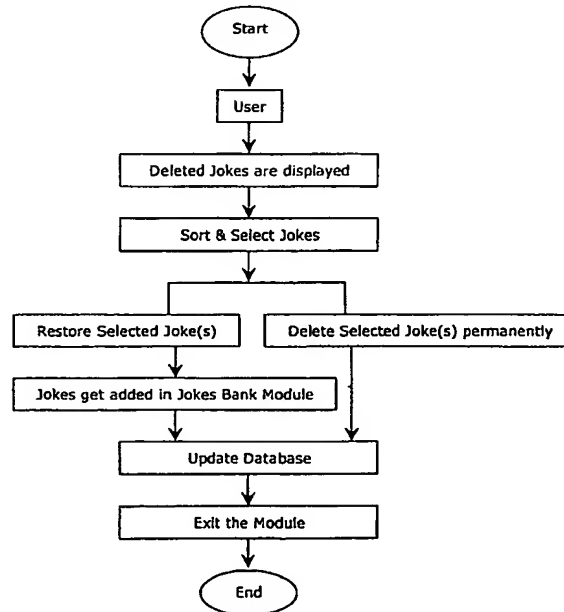 Start
User
Deleted Jokes are displayed
Sort & Select Jokes
Restore Selected Joke(s)
Delete Selected Joke(s) permanently
Jokes get added in Jokes Bank Module
Update Database
Exit the Module
End